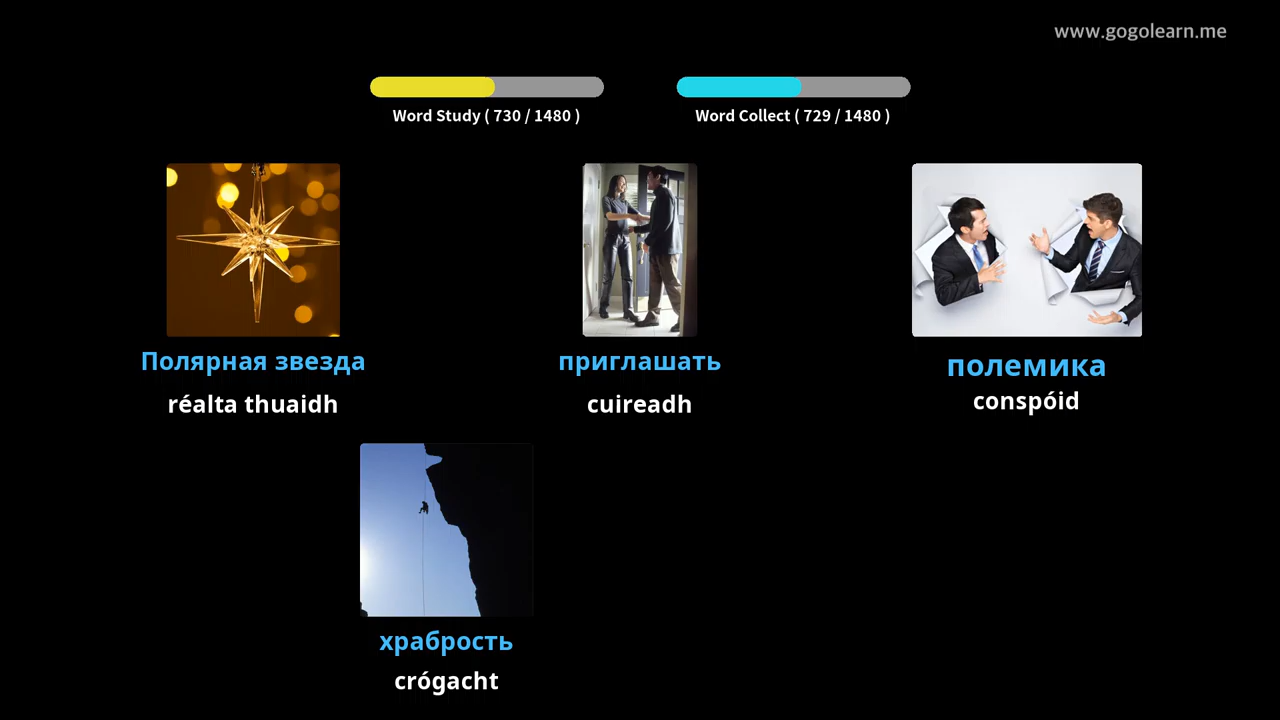 www.gogolearn.me
Word Study ( 730 / 1480 )
Word Collect ( 729 / 1480 )
Полярная звезда
réalta thuaidh
приглашать
cuireadh
полемика
conspóid
храбрость
crógacht